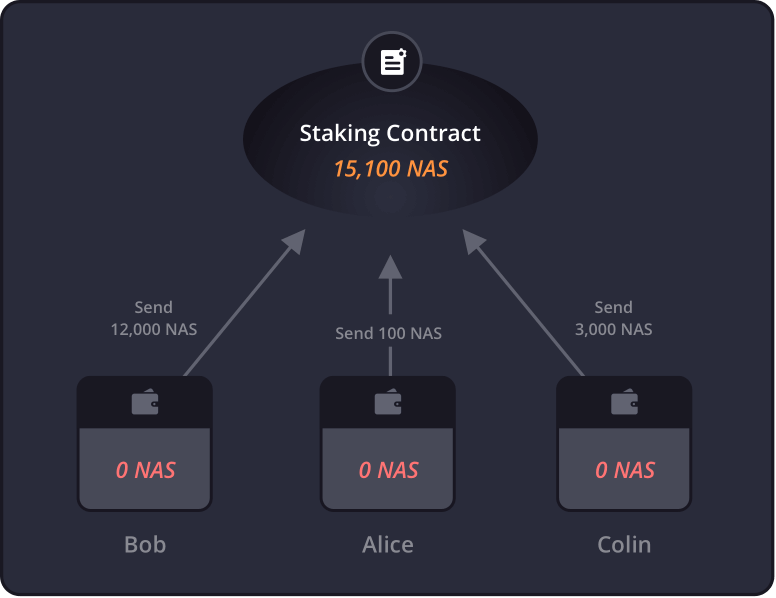 Staking Contract
15,100 NAS
Send
12,000 NAS
Send 100 NAS
Send
3,000 NAS
0 NAS
0 NAS
0 NAS
Bob
Alice
Colin